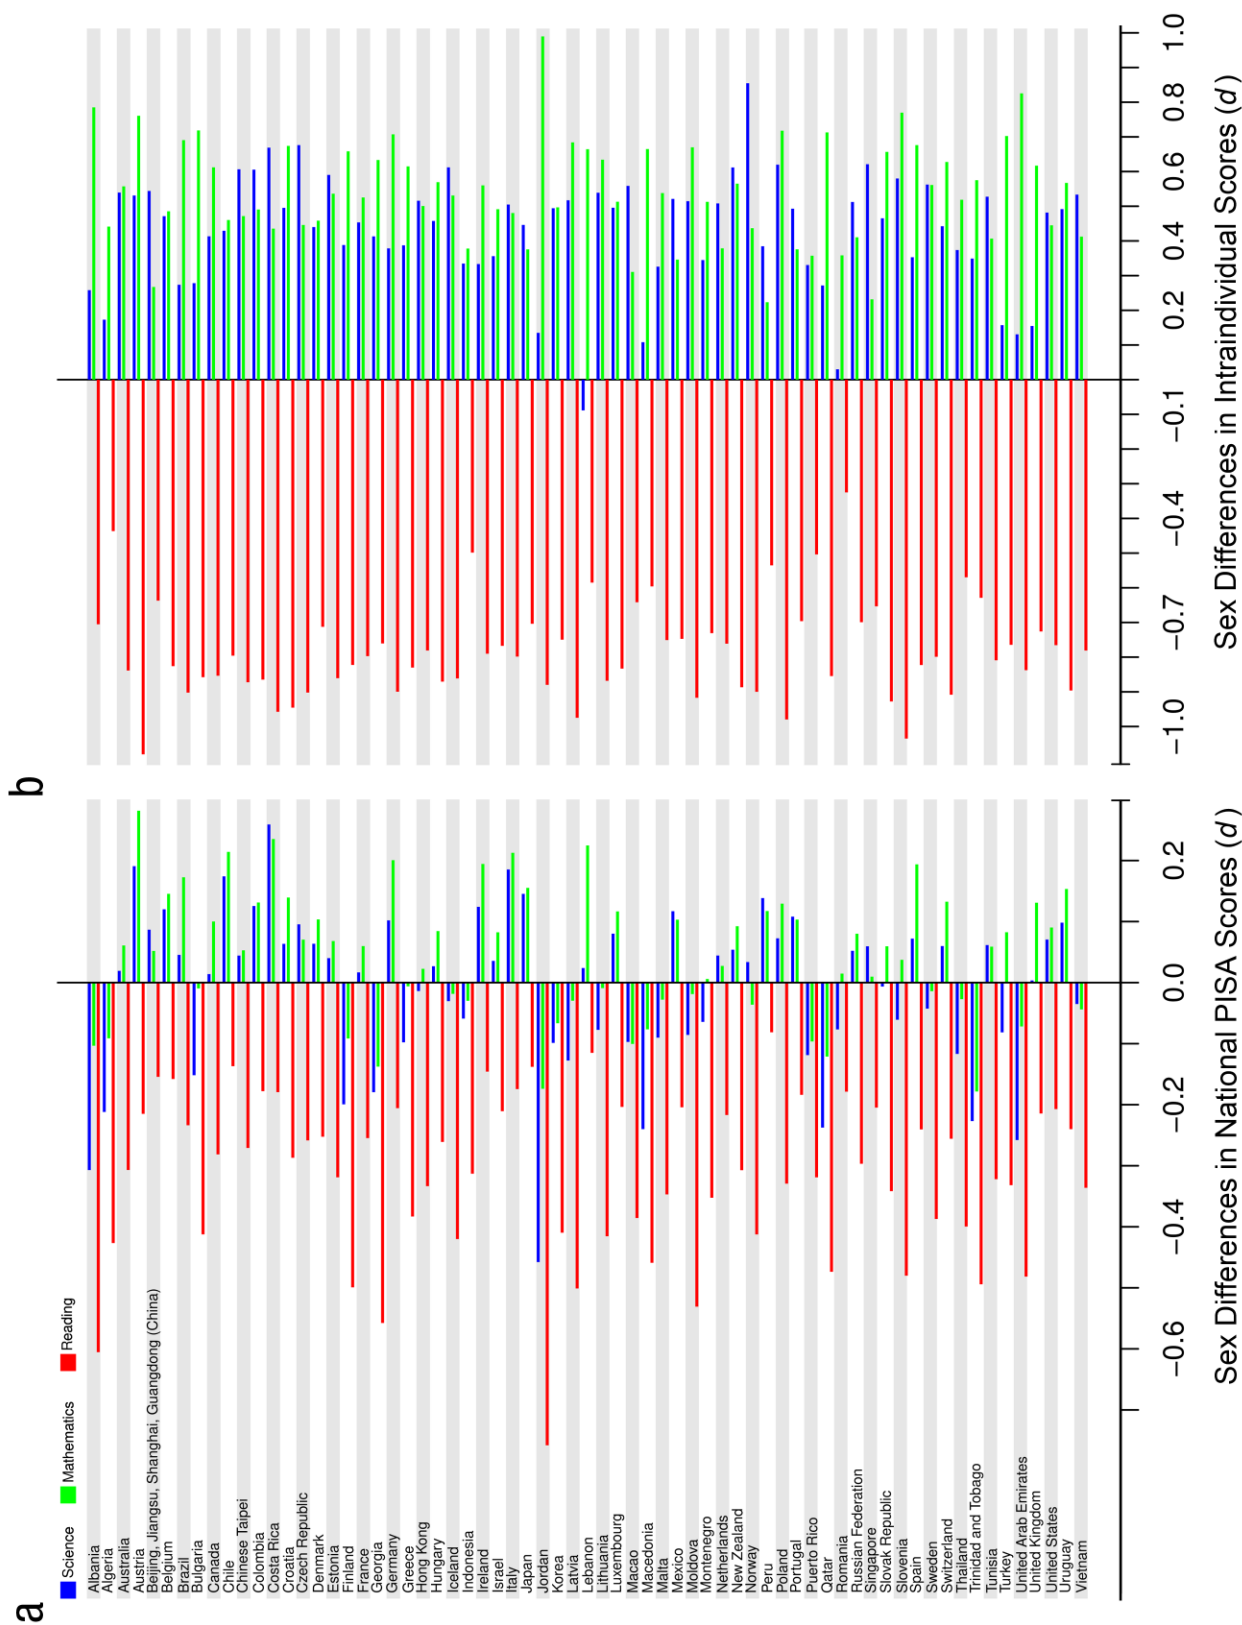 a
Science
Mathematics
Reading
Albania
Algeria
Australia
Austria
Beijing, Jiangsu, Shanghai, Guangdong (China)
Belgium
Brazil
Bulgaria
Canada
Chile
Chinese Taipei
Colombia
Costa Rica
Croatia
Czech Republic
Denmark
Estonia
Finland
France
Georgia
Germany
Greece
Hong Kong
Hungary
Iceland
Indonesia
Ireland
Israel
Italy
Japan
Jordan
Korea
Latvia
Lebanon
Lithuania
Luxembourg
Macao
Macedonia
Malta
Mexico
Moldova
Montenegro
Netherlands
New Zealand
Norway
Peru
Poland
Portugal
Puerto Rico
Qatar
Romania
Russian Federation
Singapore
Slovak Republic
Slovenia
Spain
Sweden
Switzerland
Thailand
Trinidad and Tobago
Tunisia
Turkey
United Arab Emirates
United Kingdom
United States
Uruguay
Vietnam
−0.6 −0.4 −0.2 0.0 0.2
Sex Differences in National PISA Scores (d)
b
−1.0 −0.7 −0.4 −0.1 0.2 0.4 0.6 0.8 1.0
Sex Differences in Intraindividual Scores (d)